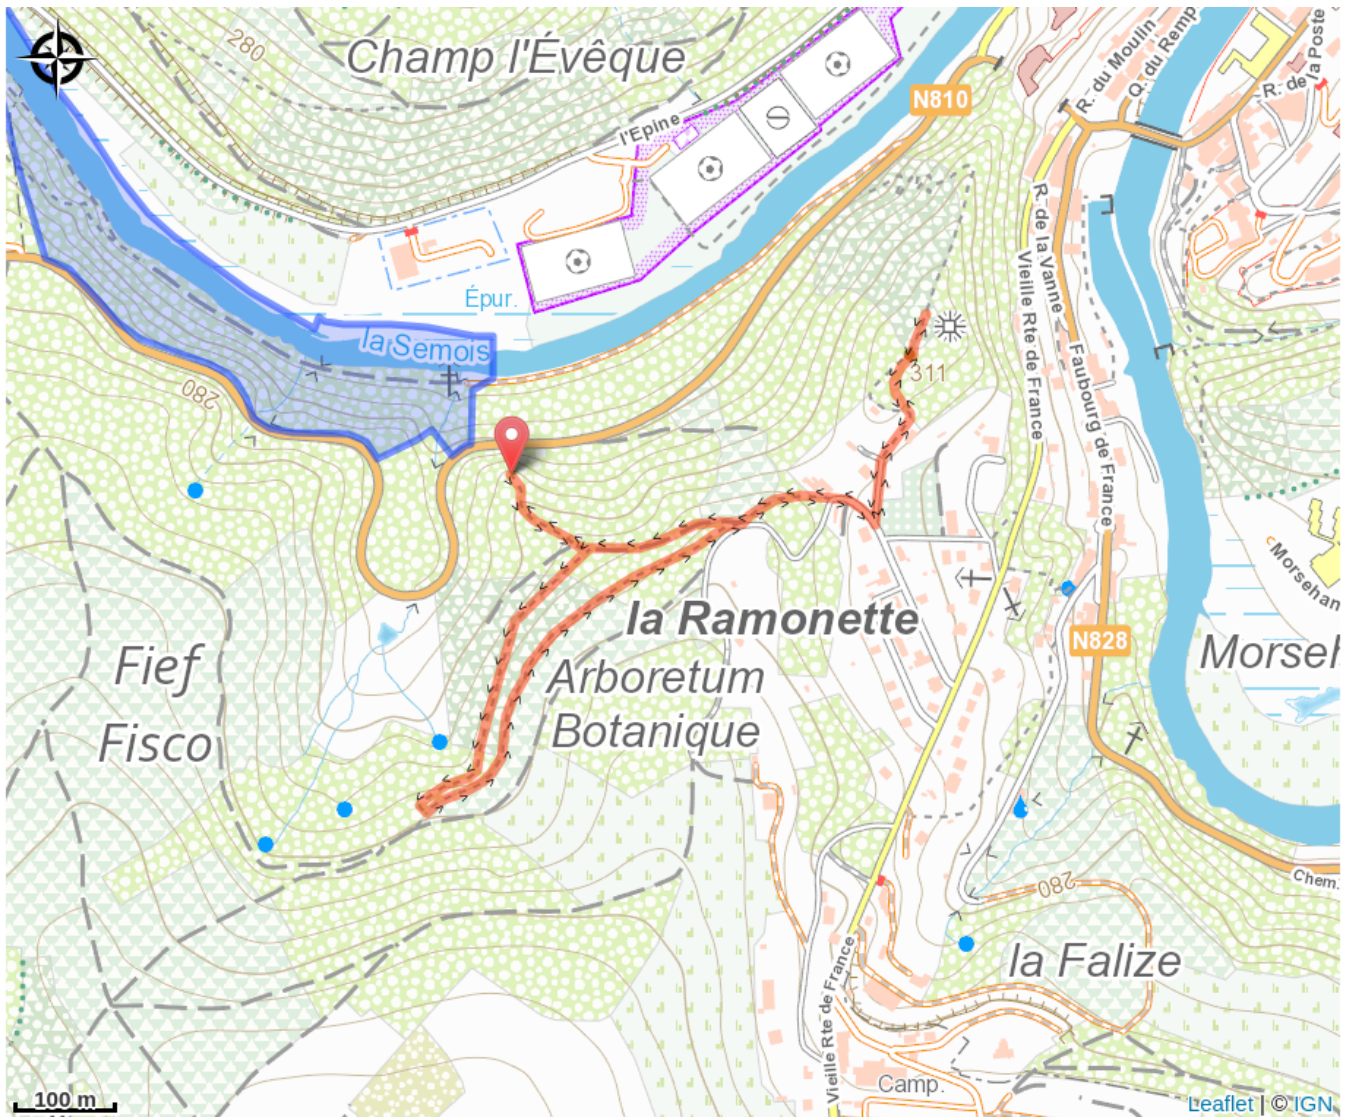 280
Champ l'Évêque
N810
R. du Moulin
Q. du Remp
R. de
la Poste
l'Epine
R. de la Vanne
Vieille Rte de France
Épur.
la Semois
280
311
Faubourg de France
Morsehan
la Ramonette
N828
Morseh
Fief
Fisco
Arboretum
Botanique
280
Chem.
la Falize
Vieille Rte de France
Camp.
100 m
Leaflet | © IGN